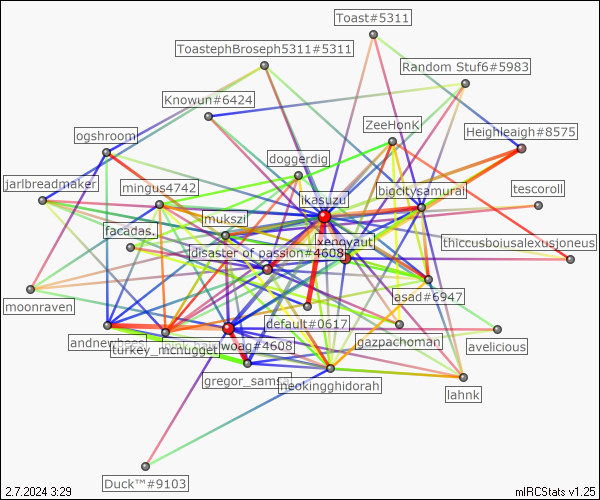 Toast#5311
ToastephBroseph5311#5311
Random Stuf6#5983
Knowun#6424
ZeeHonK
Heighleaigh#8575
ogshroom
doggerdig
jarlbreadmaker
mingus4742
ikasuzu
bigcitysamurai
tescoroll
mukszi
facadas.
xenoyaut
thiccusboiusalexusjoneus
disaster of passion#4608
asad#6947
moonraven
default#0617
andrewbees
woag#4608
gazpachoman
avelicious
turkey_mcnugget
gregor_samsa
neokingghidorah
lahnk
Duck™#9103
2.7.2024 3:29
mIRCStats v1.25